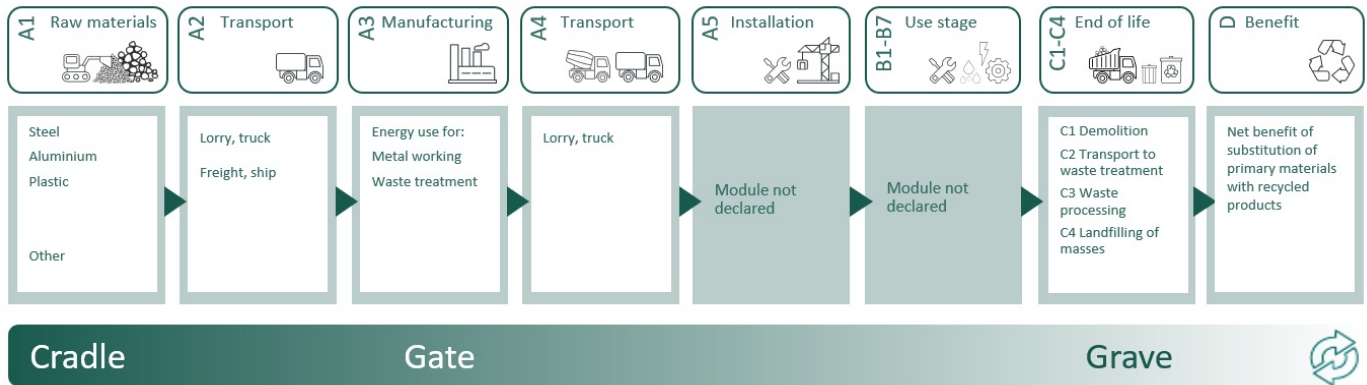 A1 Raw materials
A2 Transport
A3 Manufacturing
A4 Transport
A5 Installation
B1-B7 Use stage
C1-C4 End of life
D Benefit
Steel
Aluminium
Plastic
Other
Lorry, truck
Freight, ship
Energy use for:
Metal working
Waste treatment
Lorry, truck
Module not
declared
Module not
declared
C1 Demolition
C2 Transport to
waste treatment
C3 Waste
processing
C4 Landfilling of
masses
Net benefit of
substitution of
primary materials
with recycled
products
Cradle
Gate
Grave